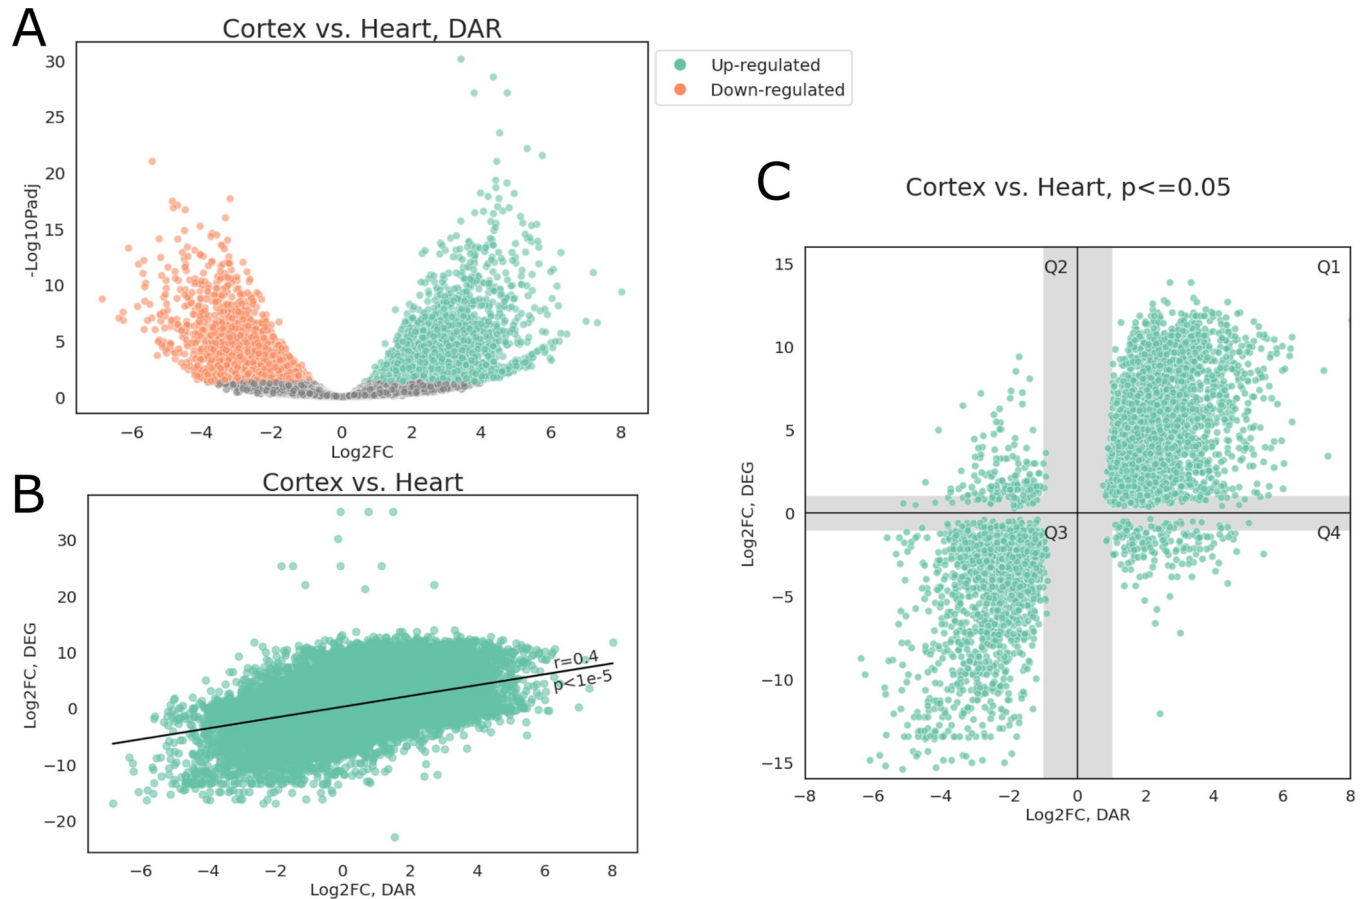 A
Cortex vs. Heart, DAR
30
25
20
15
10
5
0
-Log10Padj
−6 −4 −2 0 2 4 6 8
Log2FC
Up-regulated
Down-regulated
B
Cortex vs. Heart
30
20
10
0
−10
−20
Log2FC, DEG
r=0.4
p<1e-5
−6 −4 −2 0 2 4 6 8
Log2FC, DAR
C
Cortex vs. Heart, p<=0.05
15
10
5
0
−5
−10
−15
Log2FC, DEG
Q2 Q1
Q3 Q4
−8 −6 −4 −2 0 2 4 6 8
Log2FC, DAR